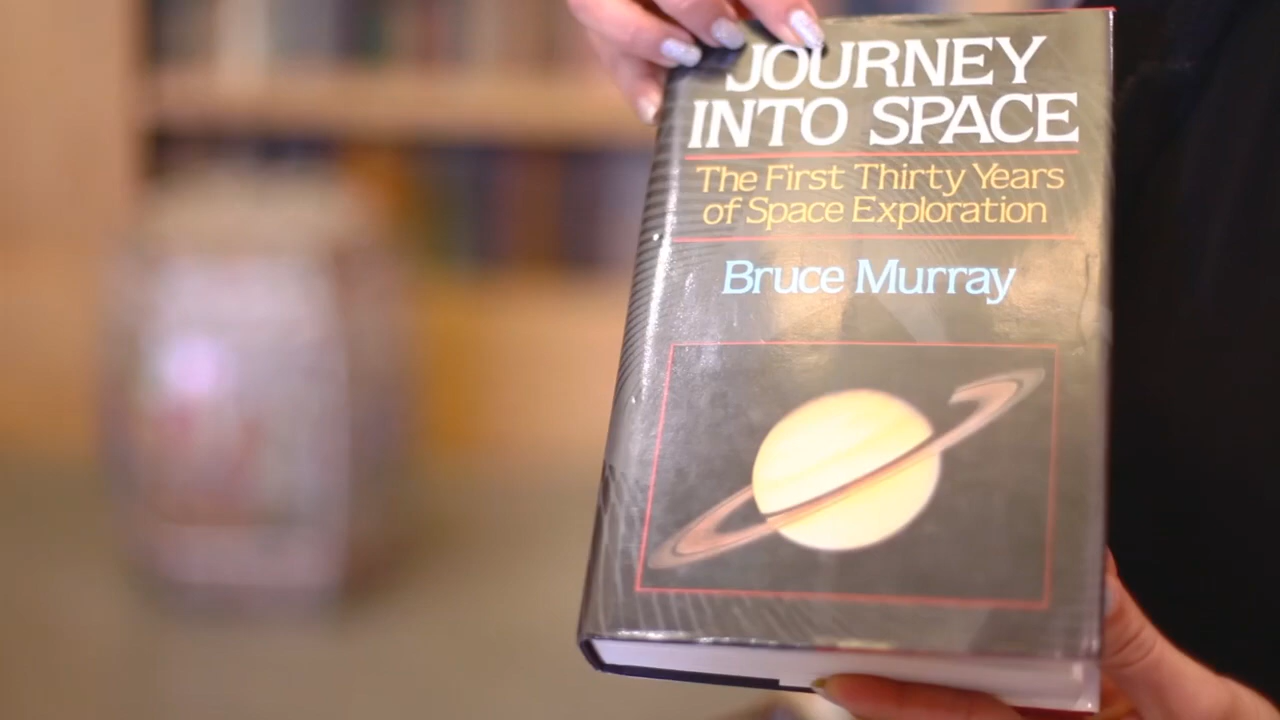 JOURNEY
INTO SPACE
The First Thirty Years
of Space Exploration
Bruce Murray